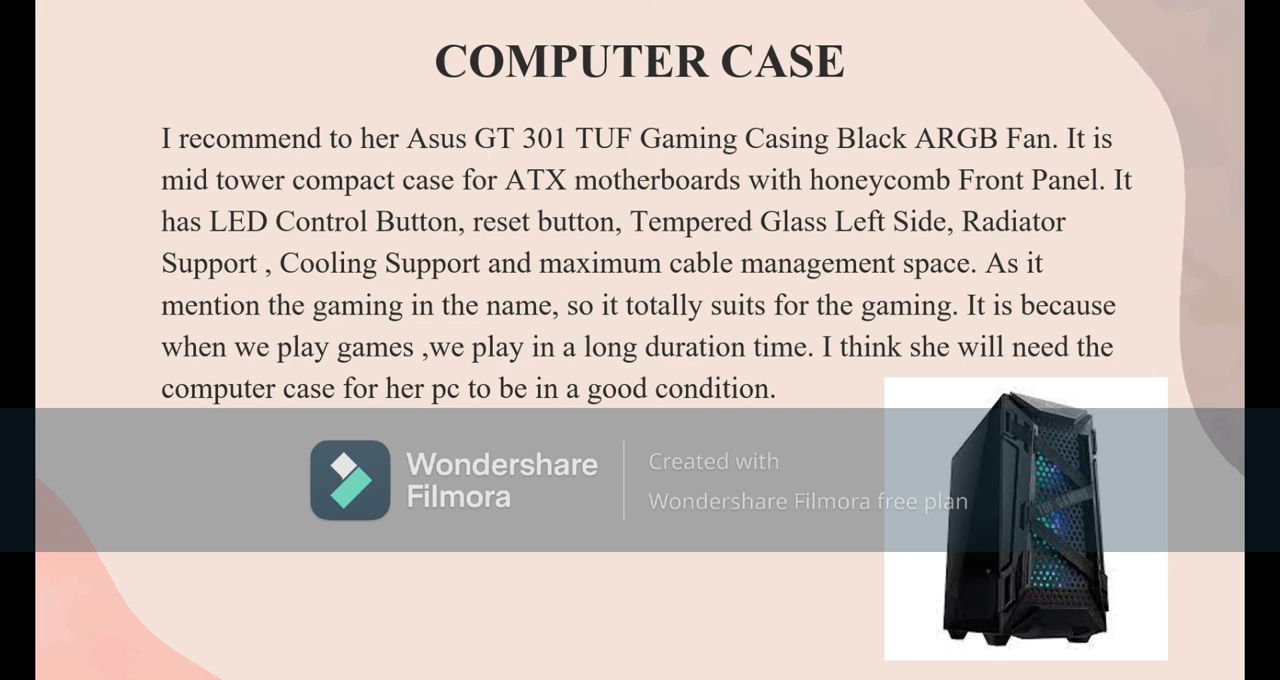 COMPUTER CASE
I recommend to her Asus GT 301 TUF Gaming Casing Black ARGB Fan. It is
mid tower compact case for ATX motherboards with honeycomb Front Panel. It
has LED Control Button, reset button, Tempered Glass Left Side, Radiator
Support , Cooling Support and maximum cable management space. As it
mention the gaming in the name, so it totally suits for the gaming. It is because
when we play games ,we play in a long duration time. I think she will need the
computer case for her pc to be in a good condition.
Wondershare
Filmora
Created with
Wondershare Filmora free plan
TUF GAMING